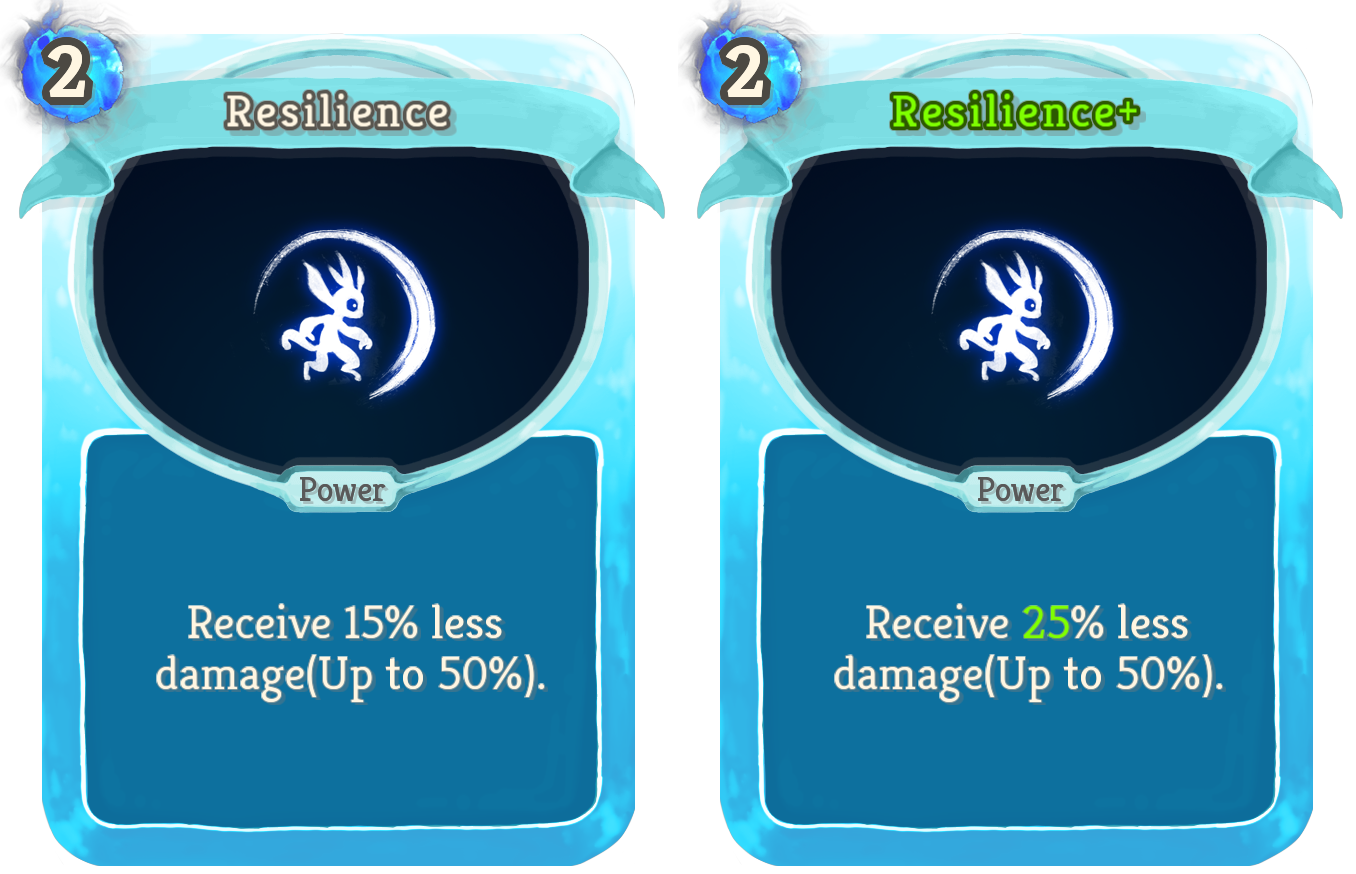 2
Resilience
Power
Receive 15% less
damage(Up to 50%).
2
Resilience+
Power
Receive 25% less
damage(Up to 50%).